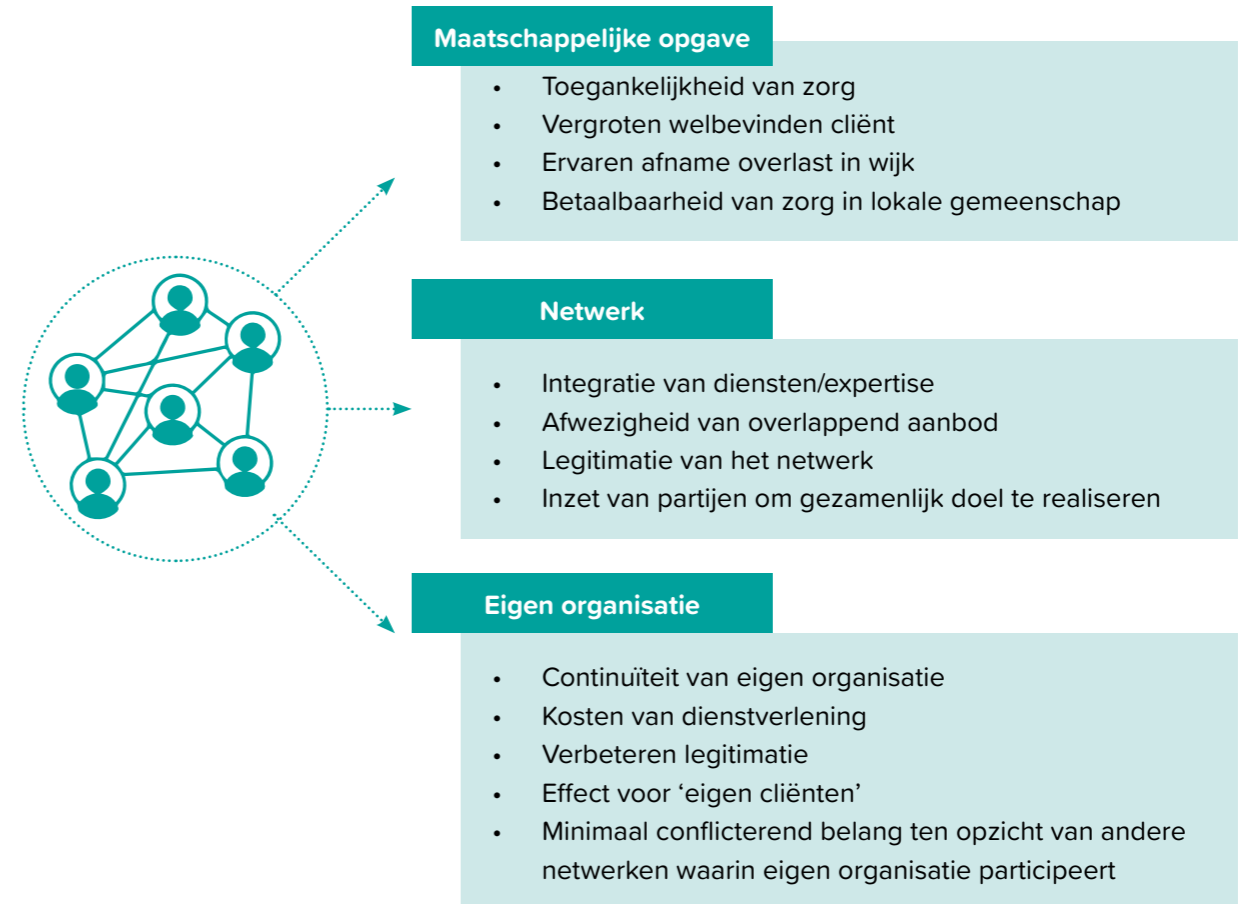 Maatschappelijke opgave
• Toegankelijkheid van zorg
• Vergroten welbevinden cliënt
• Ervaren afname overlast in wijk
• Betaalbaarheid van zorg in lokale gemeenschap
Netwerk
• Integratie van diensten/expertise
• Afwezigheid van overlappend aanbod
• Legitimatie van het netwerk
• Inzet van partijen om gezamenlijk doel te realiseren
Eigen organisatie
• Continuïteit van eigen organisatie
• Kosten van dienstverlening
• Verbeteren legitimatie
• Effect voor ‘eigen cliënten’
• Minimaal conflicterend belang ten opzicht van andere
netwerken waarin eigen organisatie participeert